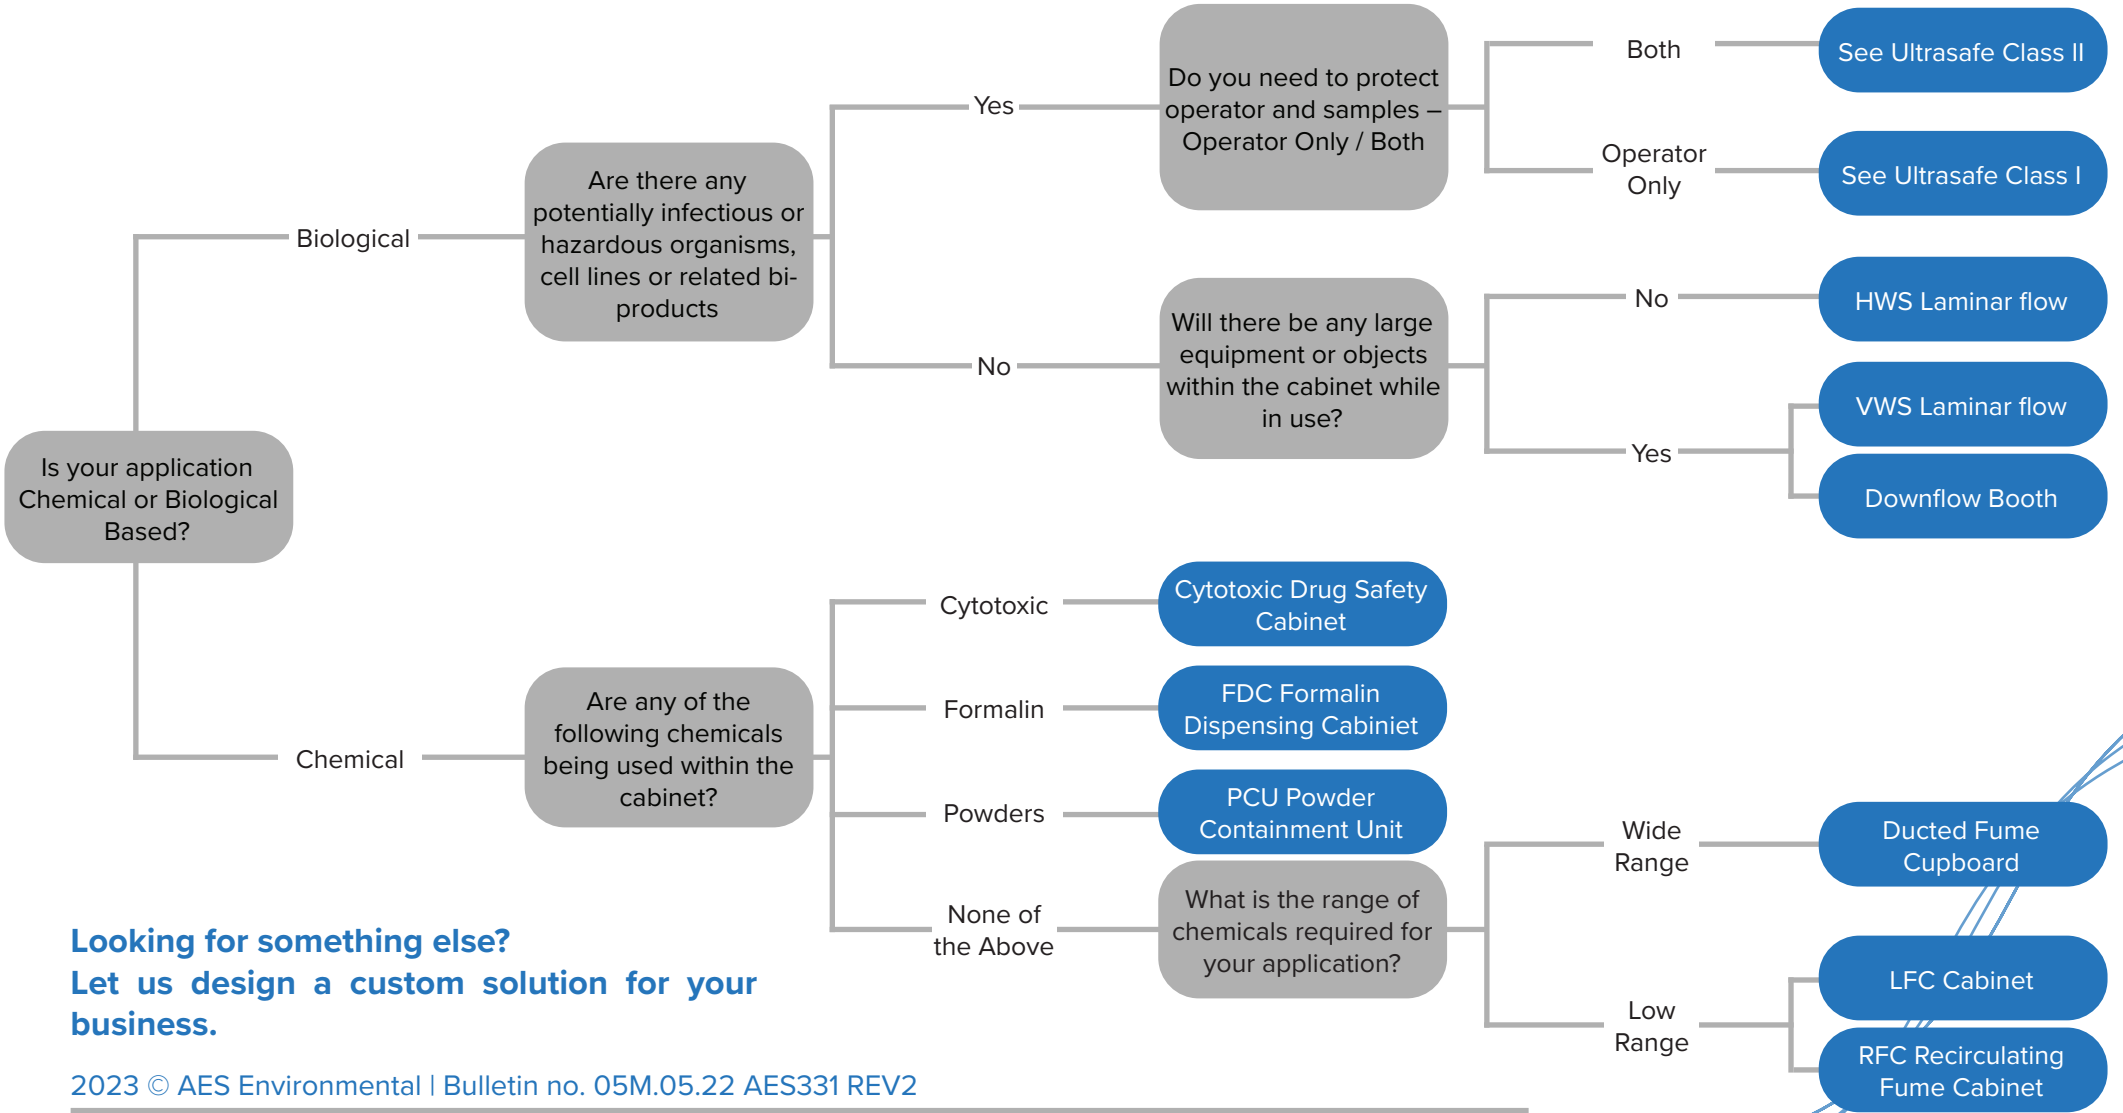 Is your application
Chemical or Biological
Based?
Biological
Are there any
potentially infectious or
hazardous organisms,
cell lines or related bi-
products
Yes
Do you need to protect
operator and samples –
Operator Only / Both
Both
See Ultrasafe Class II
Operator
Only
See Ultrasafe Class I
No
Will there be any large
equipment or objects
within the cabinet while
in use?
No
HWS Laminar flow
Yes
VWS Laminar flow
Downflow Booth
Chemical
Are any of the
following chemicals
being used within the
cabinet?
Cytotoxic
Cytotoxic Drug Safety
Cabinet
Formalin
FDC Formalin
Dispensing Cabiniet
Powders
PCU Powder
Containment Unit
None of
the Above
What is the range of
chemicals required for
your application?
Wide
Range
Ducted Fume
Cupboard
Low
Range
LFC Cabinet
RFC Recirculating
Fume Cabinet
Looking for something else?
Let us design a custom solution for your
business.
2023 © AES Environmental | Bulletin no. 05M.05.22 AES331 REV2